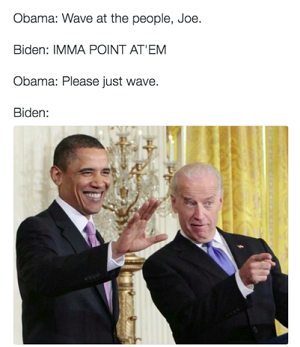 Obama: Wave at the people, Joe.
Biden: IMMA POINT AT'EM
Obama: Please just wave.
Biden: